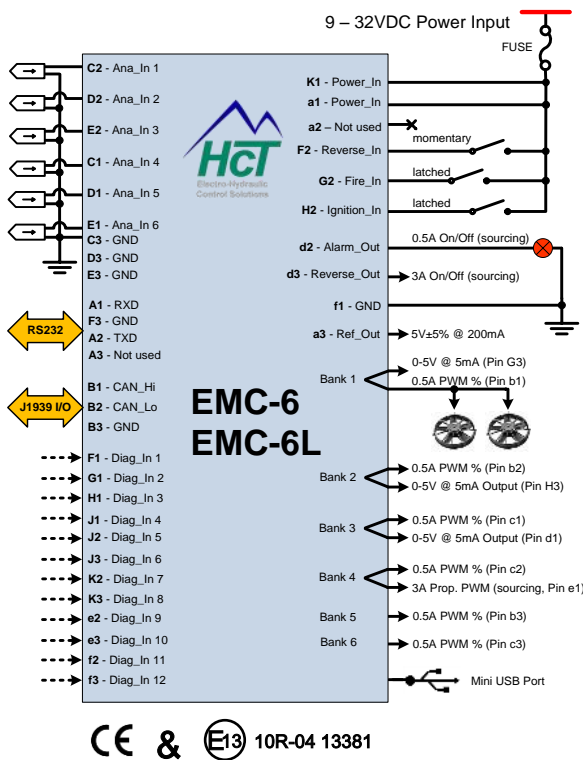 9 – 32VDC Power Input
FUSE
C2 - Ana_In 1
D2 - Ana_In 2
E2 - Ana_In 3
C1 - Ana_In 4
D1 - Ana_In 5
E1 - Ana_In 6
C3 - GND
D3 - GND
E3 - GND
HCT
Electro-Hydraulic
Control Solutions
K1 - Power_In
a1 - Power_In
a2 – Not used
F2 - Reverse_In
momentary
G2 - Fire_In
latched
H2 - Ignition_In
latched
d2 - Alarm_Out
0.5A On/Off (sourcing)
d3 - Reverse_Out
3A On/Off (sourcing)
f1 - GND
a3 - Ref_Out
5V±5% @ 200mA
RS232
A1 - RXD
F3 - GND
A2 - TXD
A3 - Not used
J1939 I/O
B1 - CAN_Hi
B2 - CAN_Lo
B3 - GND
EMC-6
EMC-6L
Bank 1
0-5V @ 5mA (Pin G3)
0.5A PWM % (Pin b1)
F1 - Diag_In 1
G1 - Diag_In 2
H1 - Diag_In 3
J1 - Diag_In 4
J2 - Diag_In 5
J3 - Diag_In 6
K2 - Diag_In 7
K3 - Diag_In 8
e2 - Diag_In 9
e3 - Diag_In 10
f2 - Diag_In 11
f3 - Diag_In 12
Bank 2
0.5A PWM % (Pin b2)
0-5V @ 5mA Output (Pin H3)
Bank 3
0.5A PWM % (Pin c1)
0-5V @ 5mA Output (Pin d1)
Bank 4
0.5A PWM % (Pin c2)
3A Prop. PWM (sourcing, Pin e1)
Bank 5
0.5A PWM % (Pin b3)
Bank 6
0.5A PWM % (Pin c3)
Mini USB Port
CE & E13 10R-04 13381